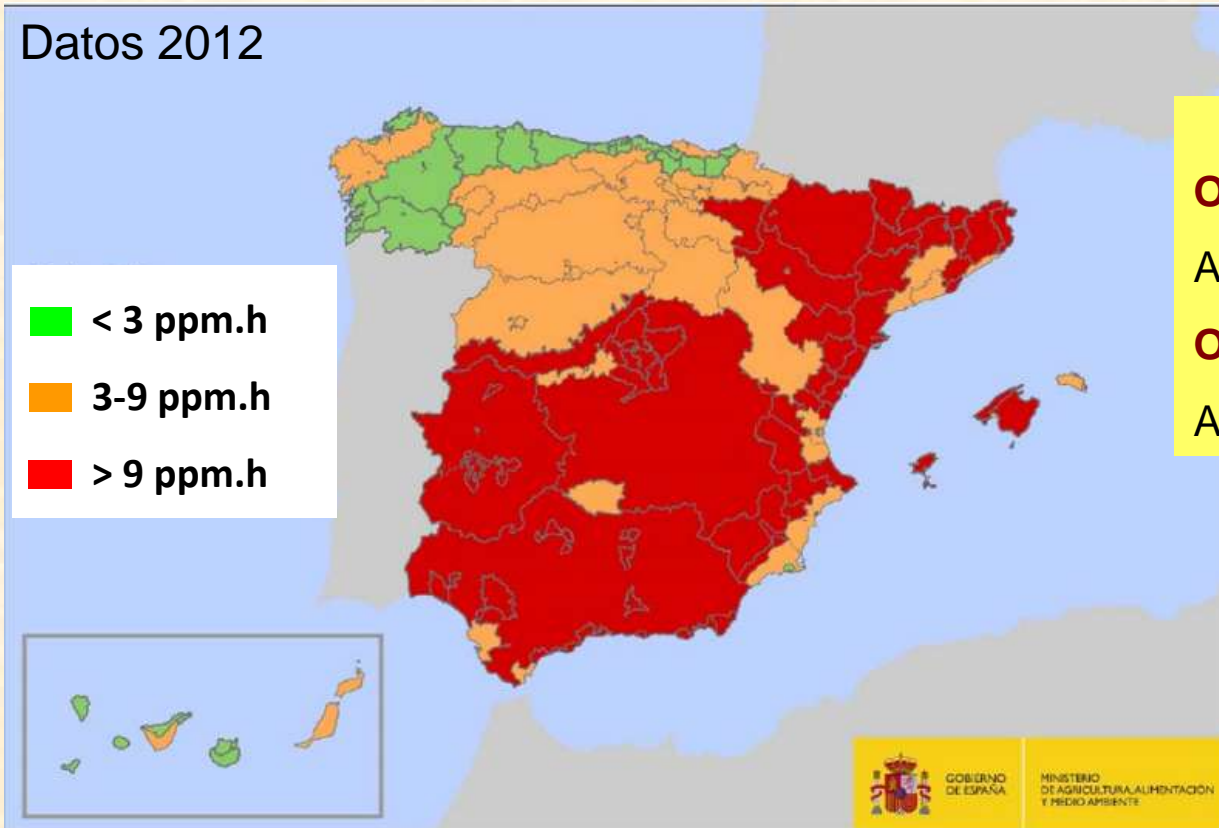 Datos 2012
O
A
O
A
< 3 ppm.h
3-9 ppm.h
> 9 ppm.h
GOBIERNO
DE ESPAÑA
MINISTERIO
DE AGRICULTURA, ALIMENTACIÓN
Y MEDIO AMBIENTE